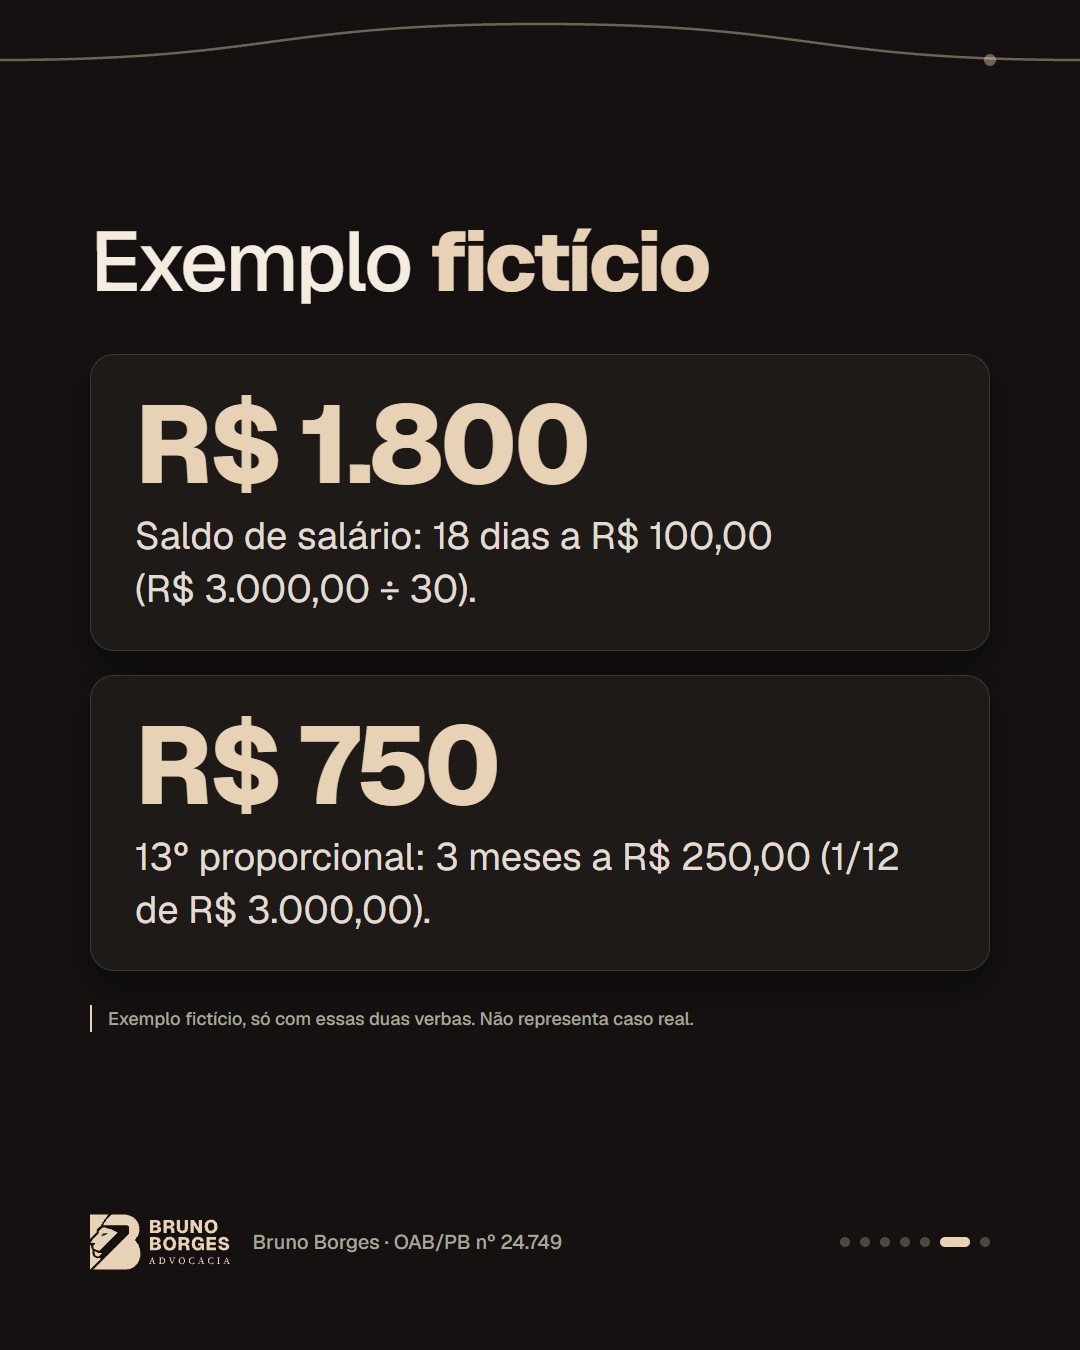 Exemplo fictício
R$ 1.800
Saldo de salário: 18 dias a R$ 100,00
(R$ 3.000,00 ÷ 30).
R$ 750
13º proporcional: 3 meses a R$ 250,00 (1/12
de R$ 3.000,00).
Exemplo fictício, só com essas duas verbas. Não representa caso real.
BRUNO
BORGES
ADVOCACIA
Bruno Borges · OAB/PB nº 24.749